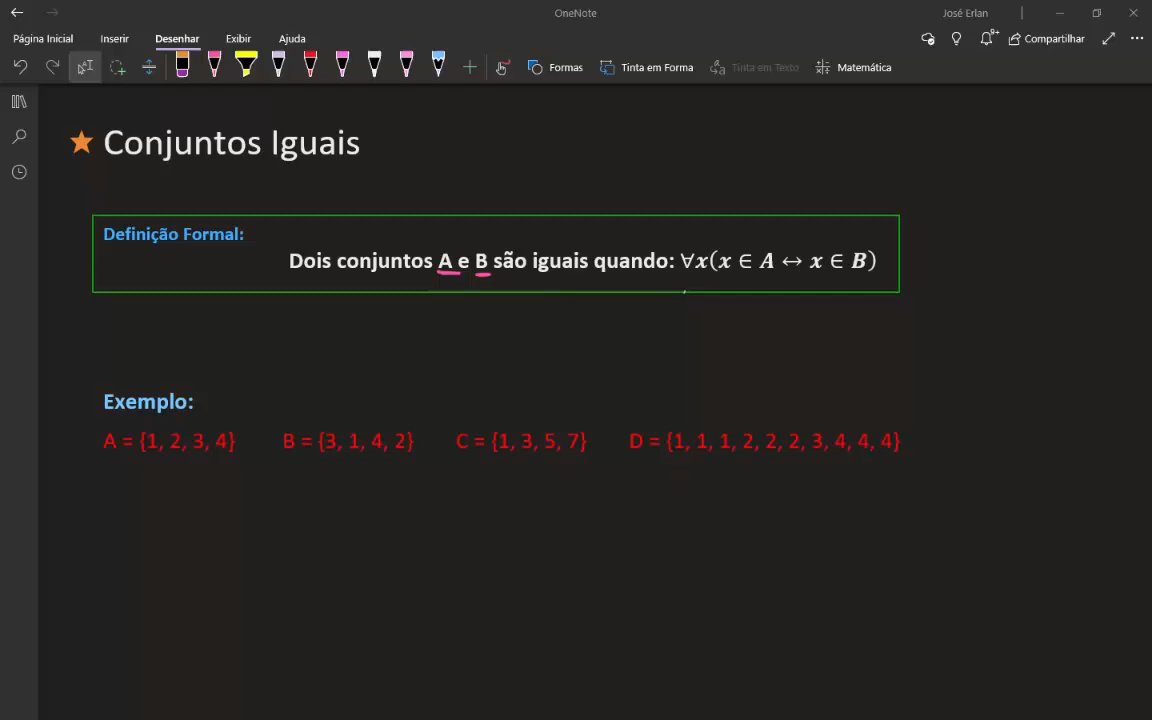 OneNote
José Erlan
Página Inicial Inserir Desenhar Exibir Ajuda
9+ Compartilhar
Formas Tinta em Forma Tinta em Texto Matemática
Conjuntos Iguais
Definição Formal:
Dois conjuntos A e B são iguais quando: ∀x(x ∈ A ↔ x ∈ B)
Exemplo:
A = {1, 2, 3, 4} B = {3, 1, 4, 2} C = {1, 3, 5, 7} D = {1, 1, 1, 2, 2, 2, 3, 4, 4, 4}